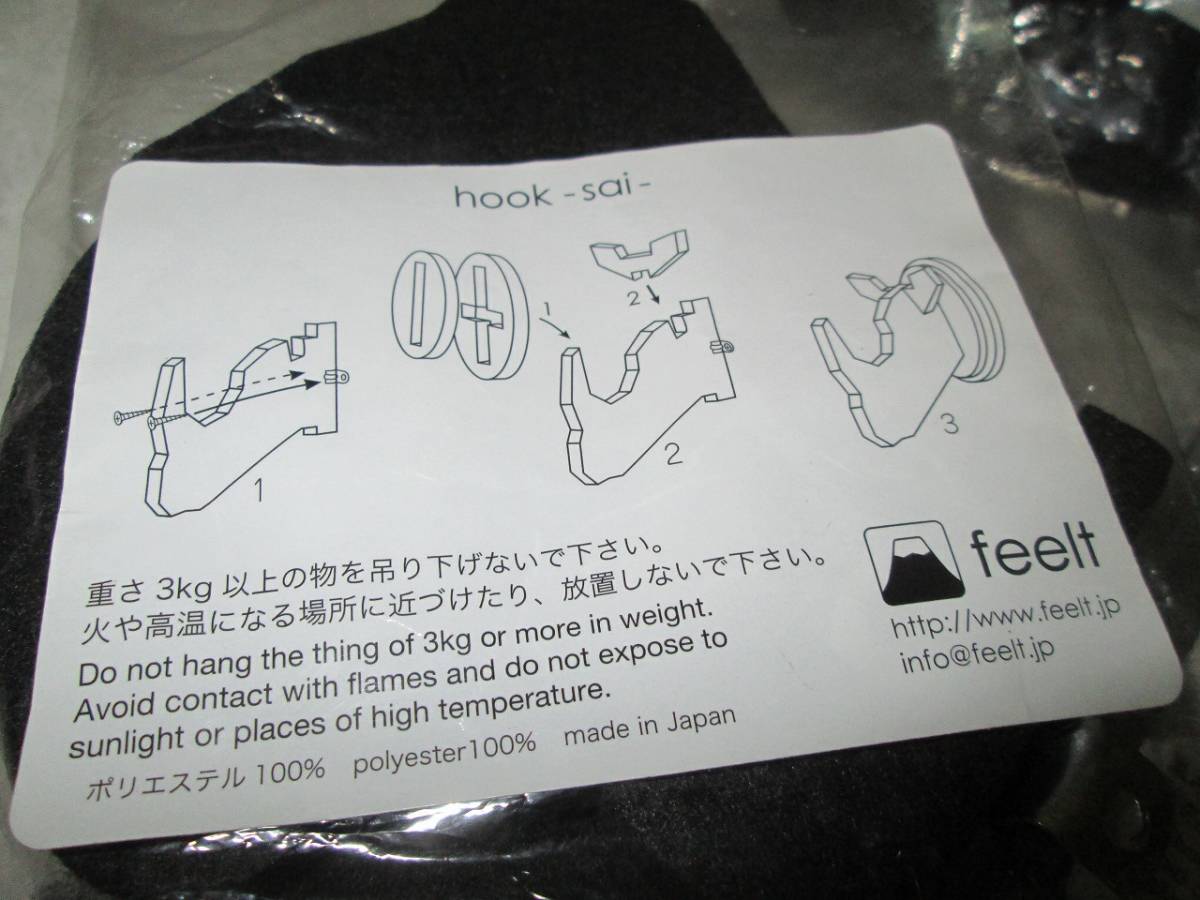 hook -sai-
1
2
1
2
3
重さ 3kg 以上の物を吊り下げないで下さい。
火や高温になる場所に近づけたり、放置しないで下さい。
Do not hang the thing of 3kg or more in weight.
Avoid contact with flames and do not expose to
sunlight or places of high temperature.
ポリエステル 100% polyester100% made in Japan
feelt
http://www.feelt.jp
info@feelt.jp